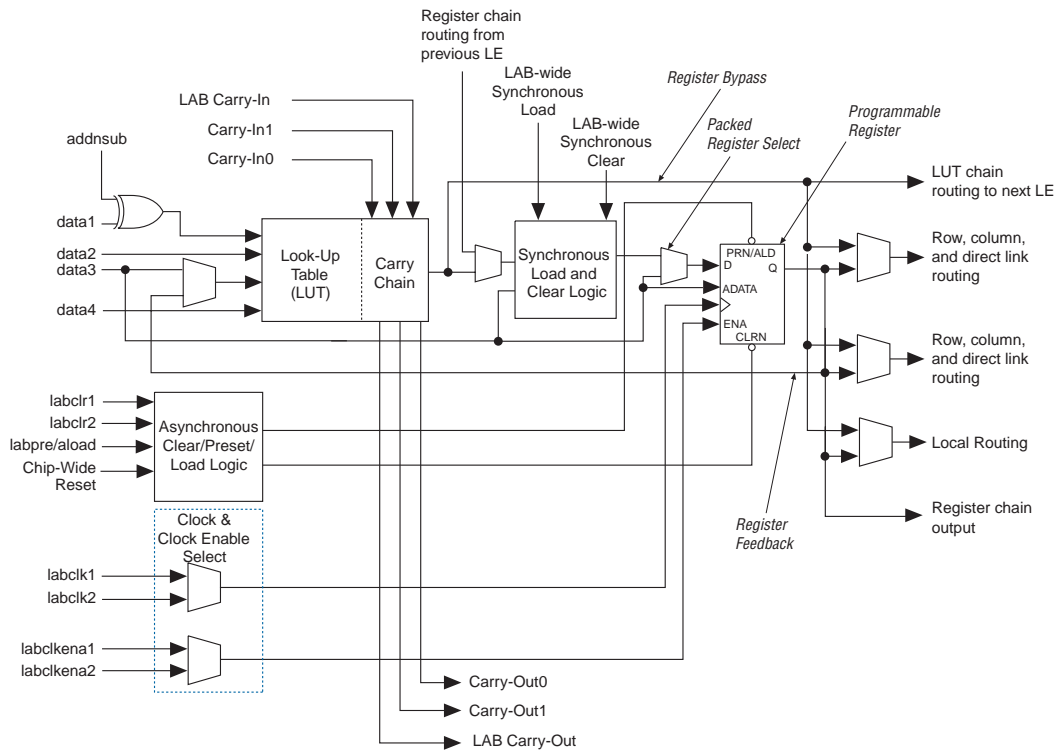 Register chain
routing from
previous LE
LAB-wide
Synchronous
Load
LAB-wide
Synchronous
Clear
Register Bypass
Packed
Register Select
Programmable
Register
LAB Carry-In
Carry-In1
Carry-In0
addnsub
data1
data2
data3
data4
Look-Up
Table
(LUT)
Carry
Chain
Synchronous
Load and
Clear Logic
PRN/ALD
D
Q
ADATA
ENA
CLRN
LUT chain
routing to next LE
Row, column,
and direct link
routing
Row, column,
and direct link
routing
Local Routing
Register chain
output
Register
Feedback
labclr1
labclr2
labpre/aload
Chip-Wide
Reset
Asynchronous
Clear/Preset/
Load Logic
Clock &
Clock Enable
Select
labclk1
labclk2
labclkena1
labclkena2
Carry-Out0
Carry-Out1
LAB Carry-Out